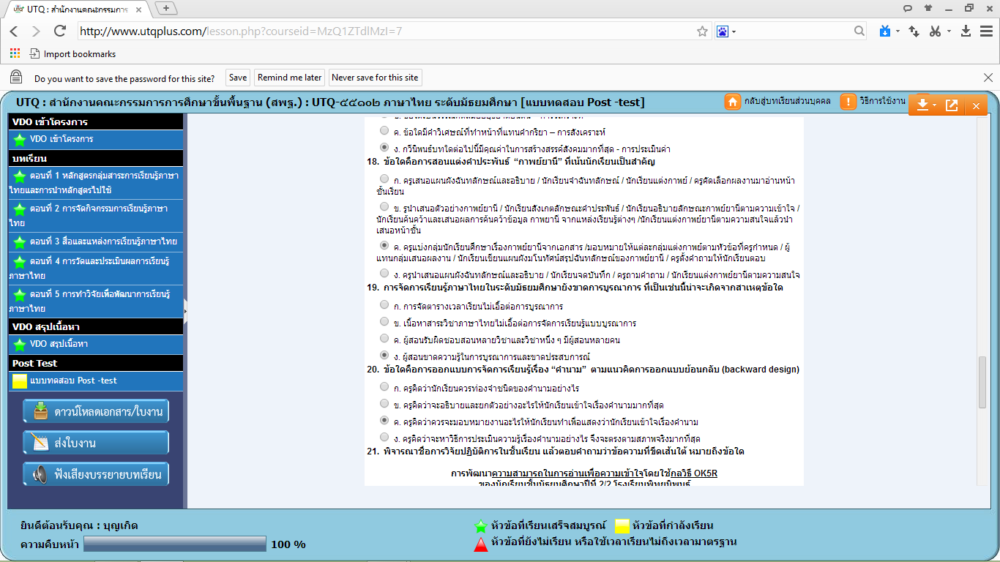 UTQ : สำนักงานคณะกรรมการ
http://www.utqplus.com/lesson.php?courseid=MzQ1ZTdlMzI=7
Import bookmarks
Do you want to save the password for this site? Save Remind me later Never save for this site
UTQ : สำนักงานคณะกรรมการการศึกษาขั้นพื้นฐาน (สพฐ.) : UTQ-๕๕๑๐๒ ภาษาไทย ระดับมัธยมศึกษา [แบบทดสอบ Post -test]
กลับสู่บทเรียนส่วนบุคคล วิธีการใช้งาน
VDO เข้าโครงการ
VDO เข้าโครงการ
บทเรียน
ตอนที่ 1 หลักสูตรกลุ่มสาระการเรียนรู้ภาษา
ไทยและการนำหลักสูตรไปใช้
ตอนที่ 2 การจัดกิจกรรมการเรียนรู้ภาษา
ไทย
ตอนที่ 3 สื่อและแหล่งการเรียนรู้ภาษาไทย
ตอนที่ 4 การวัดและประเมินผลการเรียนรู้
ภาษาไทย
ตอนที่ 5 การทำวิจัยเพื่อพัฒนาการเรียนรู้
ภาษาไทย
VDO สรุปเนื้อหา
VDO สรุปเนื้อหา
Post Test
แบบทดสอบ Post -test
ดาวน์โหลดเอกสาร/ใบงาน
ส่งใบงาน
ฟังเสียงบรรยายบทเรียน
ค. ข้อใดมีคำวิเศษณ์ที่ทำหน้าที่แทนคำกริยา – การสังเคราะห์
ง. กวีนิพนธ์บทใดต่อไปนี้มีคุณค่าในการสร้างสรรค์สังคมมากที่สุด - การประเมินค่า
18. ข้อใดคือการสอนแต่งคำประพันธ์ “กาพย์ยานี” ที่เน้นนักเรียนเป็นสำคัญ
ก. ครูเสนอแผนผังฉันทลักษณ์และอธิบาย / นักเรียนจำฉันทลักษณ์ / นักเรียนแต่งกาพย์ / ครูคัดเลือกผลงานมาอ่านหน้า
ชั้นเรียน
ข. รูนำเสนอตัวอย่างกาพย์ยานี / นักเรียนสังเกตลักษณะคำประพันธ์ / นักเรียนอธิบายลักษณะกาพย์ยานีตามความเข้าใจ /
นักเรียนค้นคว้าและเสนอผลการค้นคว้าข้อมูล กาพยานี จากแหล่งเรียนรู้ต่างๆ /นักเรียนแต่งกาพย์ยานีตามความสนใจแล้วนำ
เสนอหน้าชั้น
ค. ครูแบ่งกลุ่มนักเรียนศึกษาเรื่องกาพย์ยานีจากเอกสาร /มอบหมายให้แต่ละกลุ่มแต่งกาพย์ตามหัวข้อที่ครูกำหนด / ผู้
แทนกลุ่มเสนอผลงาน / นักเรียนเขียนแผนผังมโนทัศน์สรุปฉันทลักษณ์ของกาพย์ยานี / ครูตั้งคำถามให้นักเรียนตอบ
ง. ครูนำเสนอแผนผังฉันทลักษณ์และอธิบาย / นักเรียนจดบันทึก / ครูถามคำถาม / นักเรียนแต่งกาพย์ยานีตามความสนใจ
19. การจัดการเรียนรู้ภาษาไทยในระดับมัธยมศึกษายังขาดการบูรณาการ ที่เป็นเช่นนี้น่าจะเกิดจากสาเหตุข้อใด
ก. การจัดตารางเวลาเรียนไม่เอื้อต่อการบูรณาการ
ข. เนื้อหาสาระวิชาภาษาไทยไม่เอื้อต่อการจัดการเรียนรู้แบบบูรณาการ
ค. ผู้สอนรับผิดชอบสอนหลายวิชาและวิชาหนึ่ง ๆ มีผู้สอนหลายคน
ง. ผู้สอนขาดความรู้ในการบูรณาการและขาดประสบการณ์
20. ข้อใดคือการออกแบบการจัดการเรียนรู้เรื่อง “คำนาม” ตามแนวคิดการออกแบบย้อนกลับ (backward design)
ก. ครูคิดว่านักเรียนควรท่องจำชนิดของคำนามอย่างไร
ข. ครูคิดว่าจะอธิบายและยกตัวอย่างอะไรให้นักเรียนเข้าใจเรื่องคำนามมากที่สุด
ค. ครูคิดว่าควรจะมอบหมายงานอะไรให้นักเรียนทำเพื่อแสดงว่านักเรียนเข้าใจเรื่องคำนาม
ง. ครูคิดว่าจะหาวิธีการประเมินความรู้เรื่องคำนามอย่างไร จึงจะตรงตามสภาพจริงมากที่สุด
21. พิจารณาชื่อการวิจัยปฏิบัติการในชั้นเรียน แล้วตอบคำถามว่าข้อความที่ขีดเส้นใต้ หมายถึงข้อใด
การพัฒนาความสามารถในการอ่านเพื่อความเข้าใจโดยใช้กลวิธี OK5R
ของนักเรียนชั้นมัธยมศึกษาปีที่ 2/2 โรงเรียนพิทยนิพนธ์
ยินดีต้อนรับคุณ : บุญเกิด
ความคืบหน้า 100 %
หัวข้อที่เรียนเสร็จสมบูรณ์ หัวข้อที่กำลังเรียน
หัวข้อที่ยังไม่เรียน หรือใช้เวลาเรียนไม่ถึงเวลามาตรฐาน